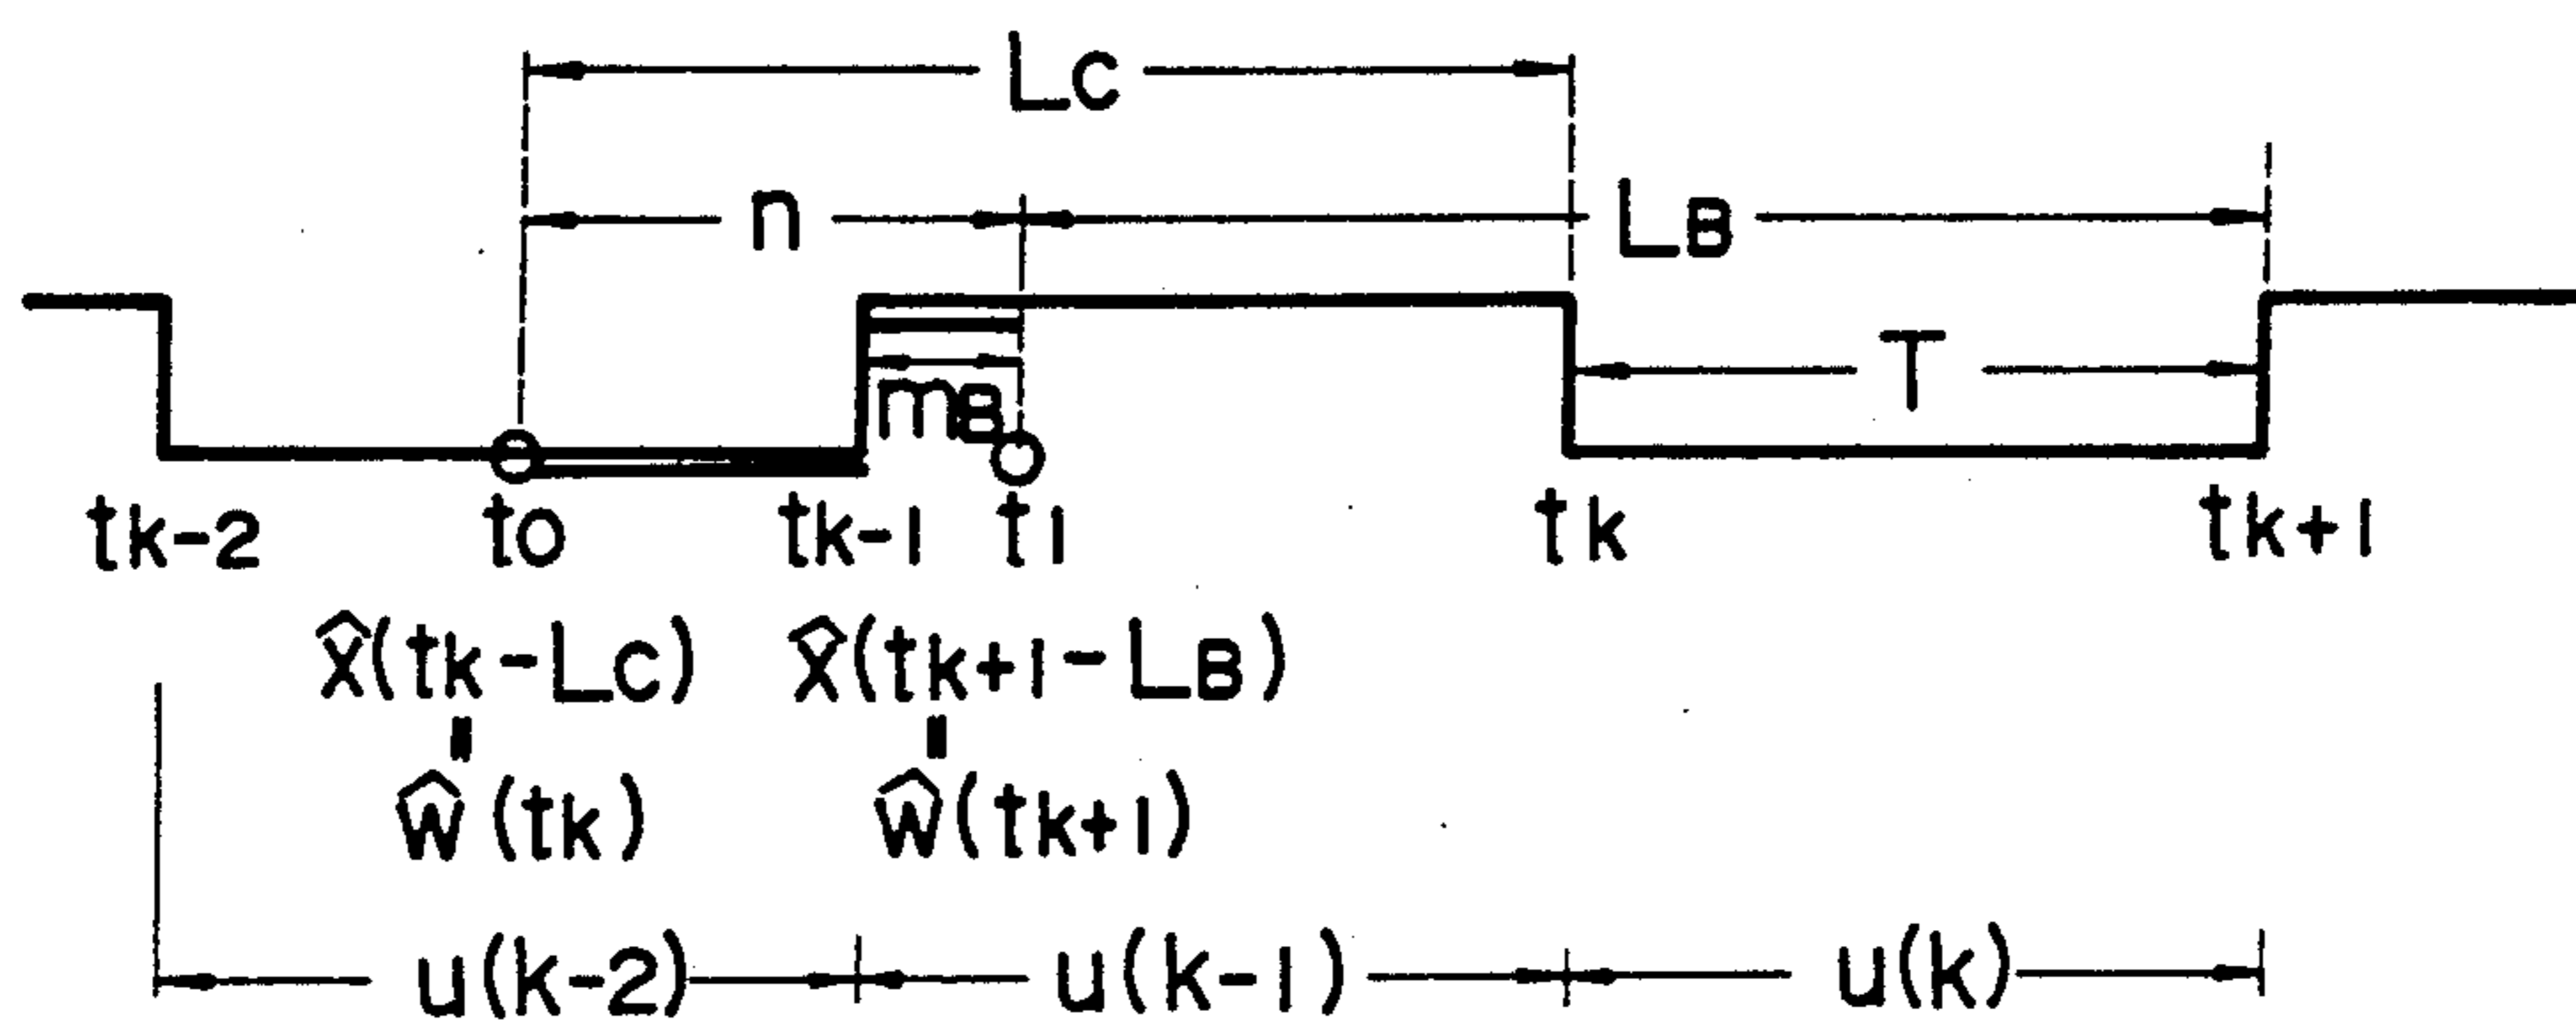 Lc
n LB
T
mB
tk-2 to tk-1 t1 tk tk+1
x̂(tk-Lc) x̂(tk+1-LB)
= =
ŵ(tk) ŵ(tk+1)
u(k-2) u(k-1) u(k)